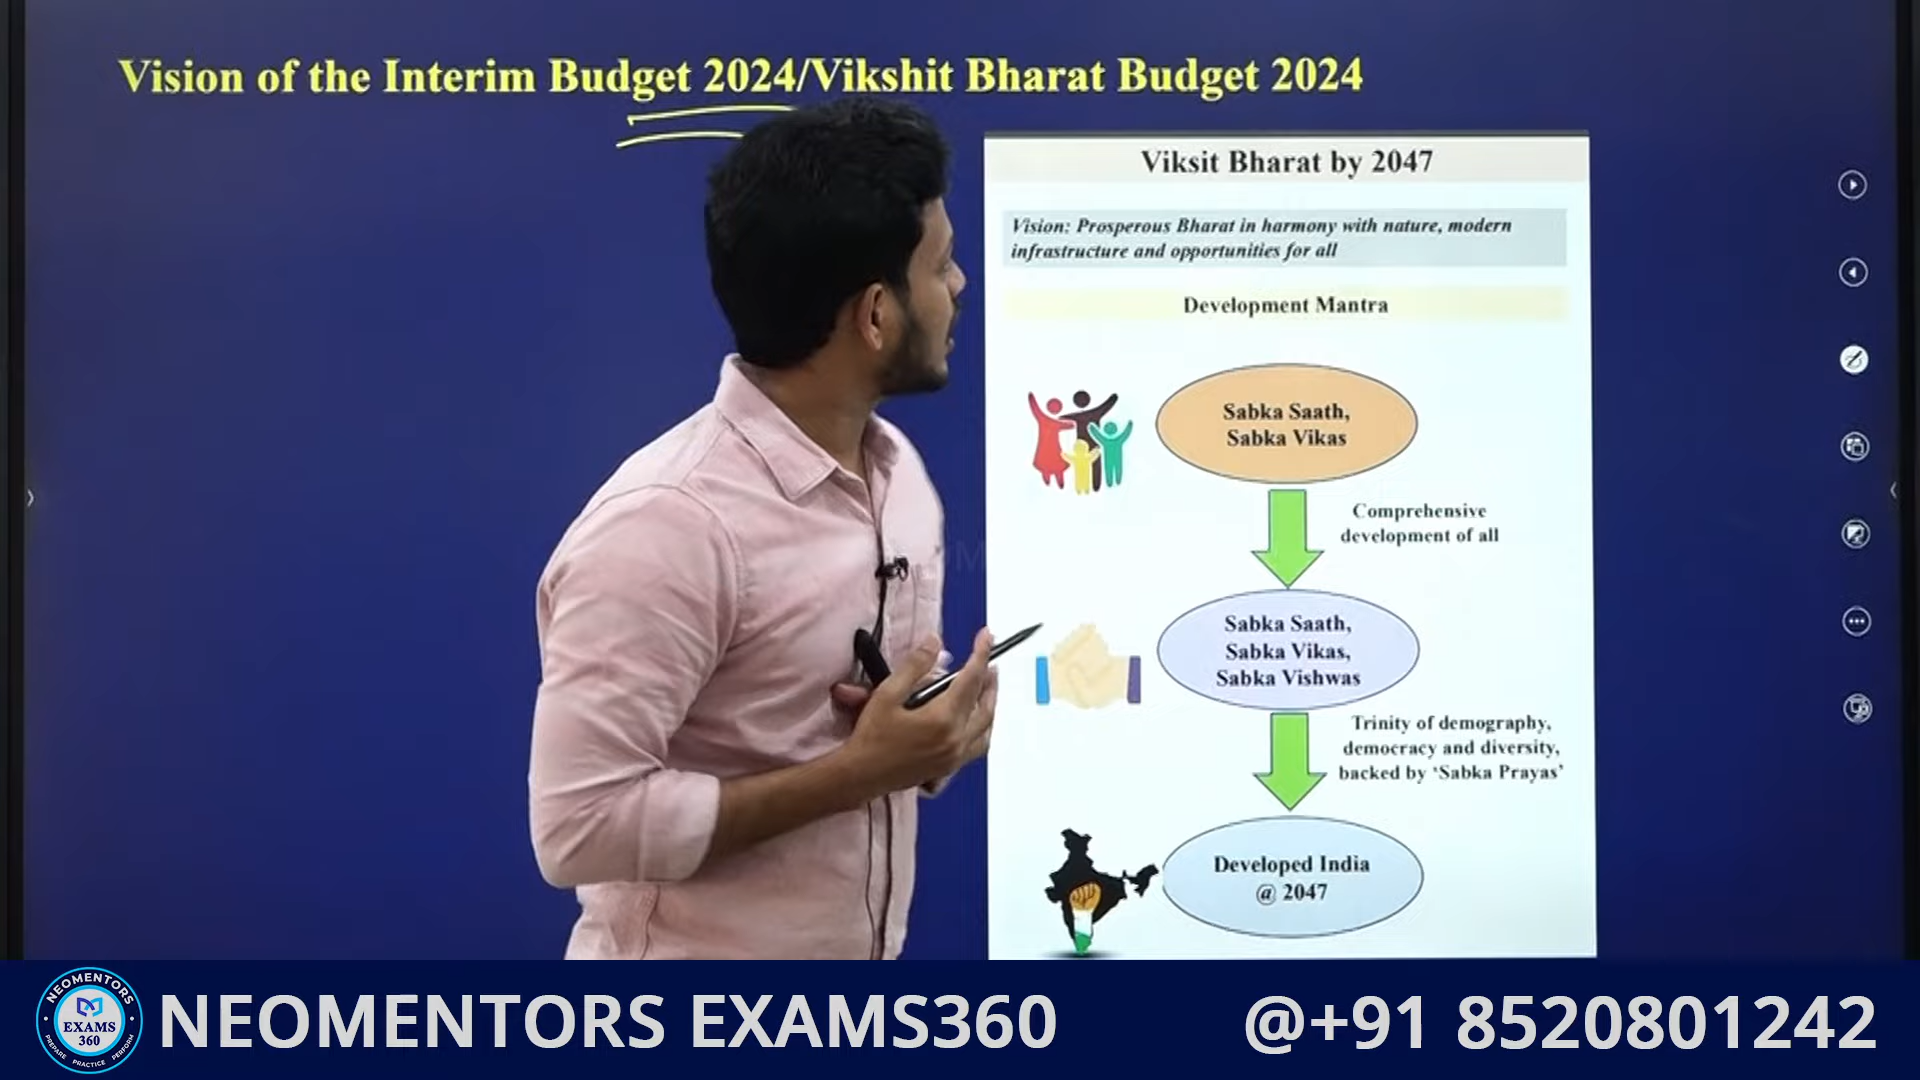 Vision of the Interim Budget 2024/Vikshit Bharat Budget 2024
Viksit Bharat by 2047
Vision: Prosperous Bharat in harmony with nature, modern
infrastructure and opportunities for all
Development Mantra
Sabka Saath,
Sabka Vikas
Comprehensive
development of all
Sabka Saath,
Sabka Vikas,
Sabka Vishwas
Trinity of demography,
democracy and diversity,
backed by ‘Sabka Prayas’
Developed India
@ 2047
NEOMENTORS
EXAMS
360
PREPARE PRACTICE PERFORM
NEOMENTORS EXAMS360
@+91 8520801242